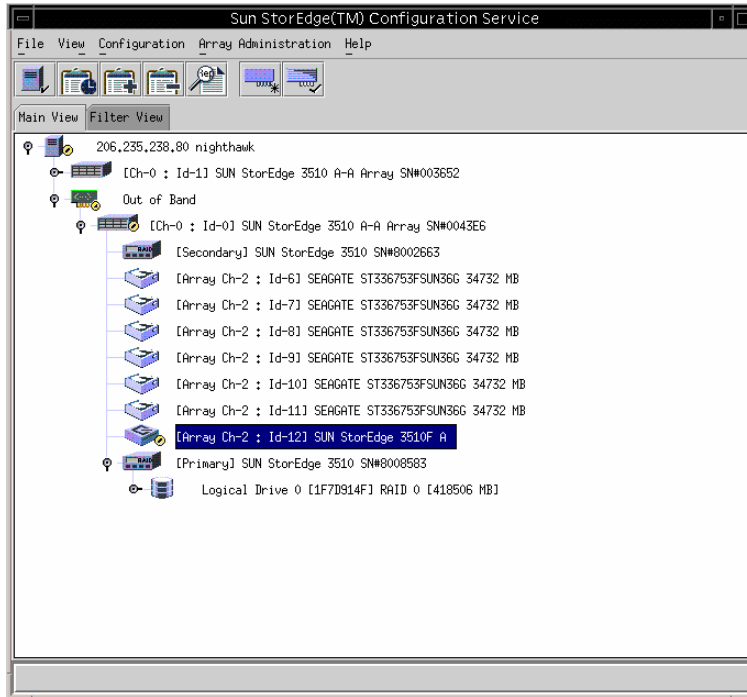 Sun StorEdge(TM) Configuration Service
File View Configuration Array Administration Help
Rep
Main View Filter View
206.235.238.80 nighthawk
[Ch-0 : Id-1] SUN StorEdge 3510 A-A Array SN#003652
Out of Band
[Ch-0 : Id-0] SUN StorEdge 3510 A-A Array SN#0043E6
RAID [Secondary] SUN StorEdge 3510 SN#8002663
[Array Ch-2 : Id-6] SEAGATE ST336753FSUN36G 34732 MB
[Array Ch-2 : Id-7] SEAGATE ST336753FSUN36G 34732 MB
[Array Ch-2 : Id-8] SEAGATE ST336753FSUN36G 34732 MB
[Array Ch-2 : Id-9] SEAGATE ST336753FSUN36G 34732 MB
[Array Ch-2 : Id-10] SEAGATE ST336753FSUN36G 34732 MB
[Array Ch-2 : Id-11] SEAGATE ST336753FSUN36G 34732 MB
[Array Ch-2 : Id-12] SUN StorEdge 3510F A
RAID [Primary] SUN StorEdge 3510 SN#8008583
Logical Drive 0 [1F7D914F] RAID 0 [418506 MB]